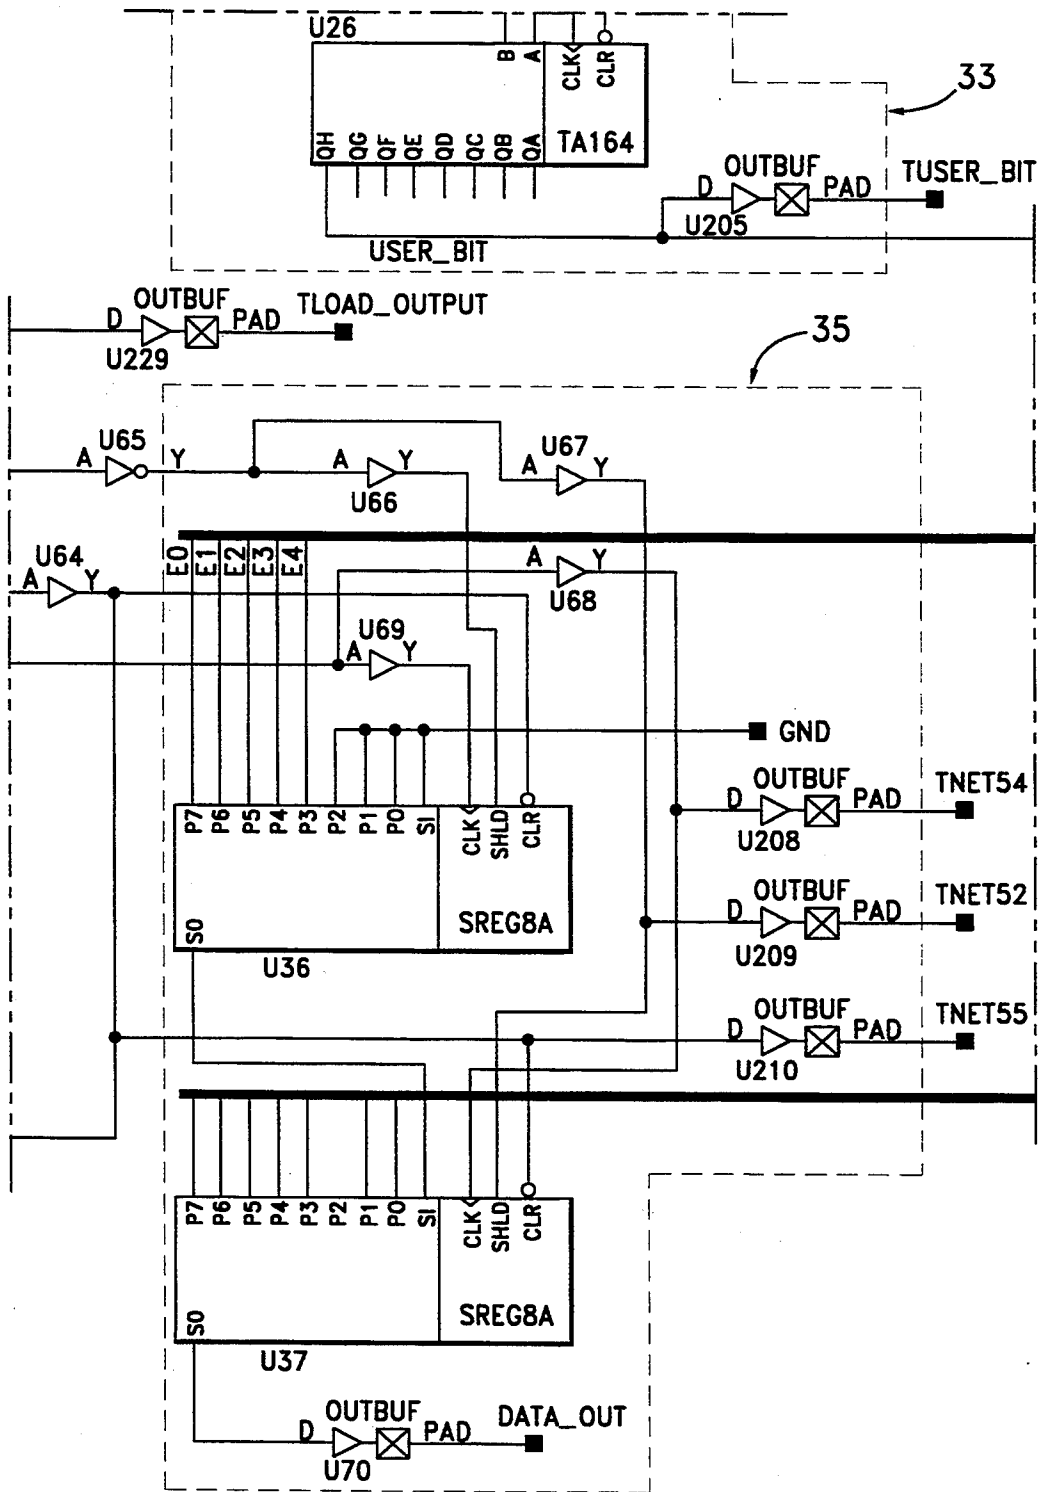 U26
B A CLK CLR
33
QH QG QF QE QD QC QB QA TA164
OUTBUF
TUSER_BIT
D PAD
U205
USER_BIT
OUTBUF TLOAD_OUTPUT
D PAD
U229
35
U65
A Y
A Y
U66
U67
A Y
E0 E1 E2 E3 E4
U64
A Y
A Y
U68
U69
A Y
GND
OUTBUF TNET54
D PAD
U208
P7 P6 P5 P4 P3 P2 P1 P0 SI CLK SHLD CLR
OUTBUF TNET52
D PAD
U209
SO SREG8A
U36
OUTBUF TNET55
D PAD
U210
P7 P6 P5 P4 P3 P2 P1 P0 SI CLK SHLD CLR
SO SREG8A
U37
OUTBUF DATA_OUT
D PAD
U70